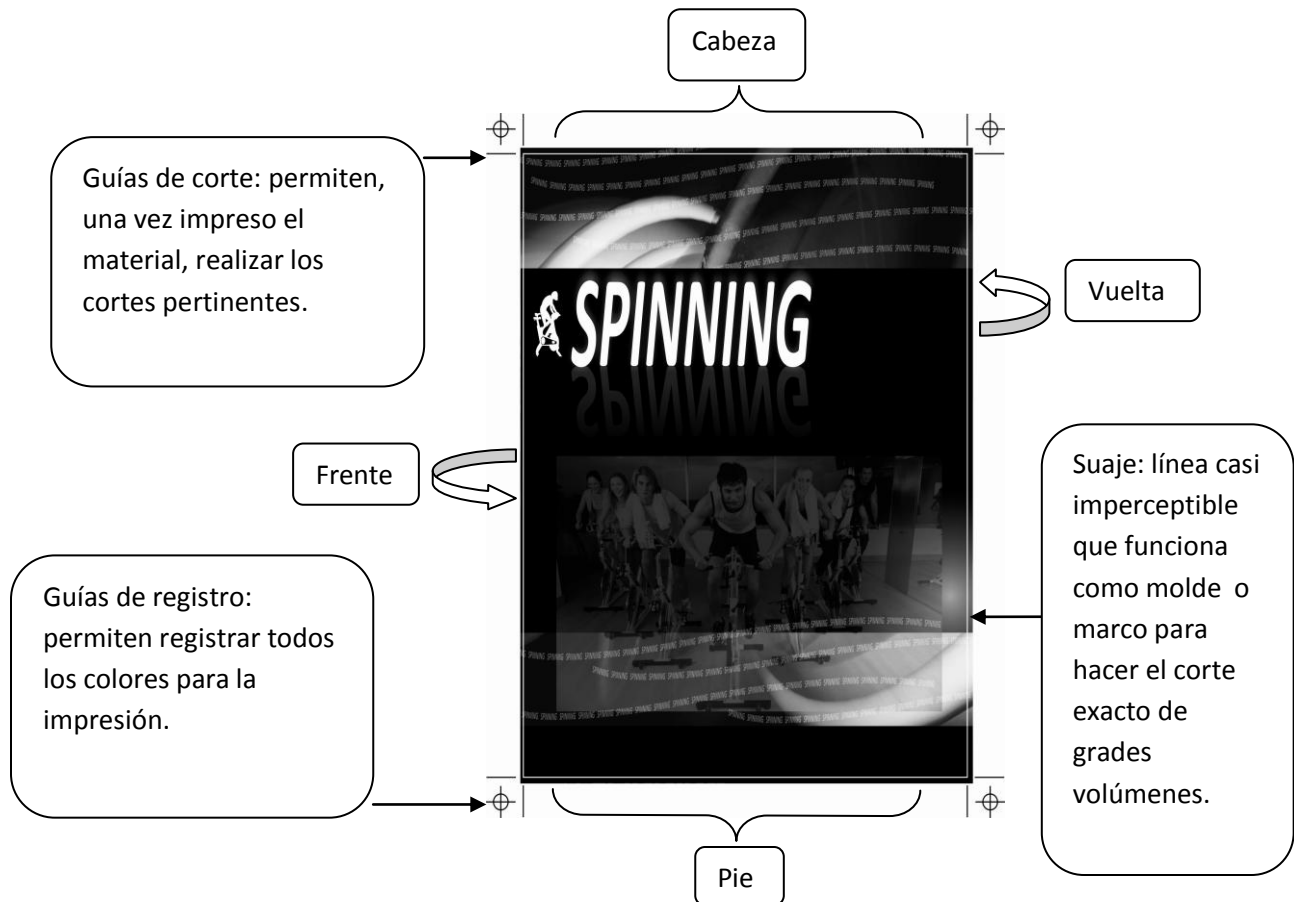 Cabeza
Guías de corte: permiten,
una vez impreso el
material, realizar los
cortes pertinentes.
SPINNING
Vuelta
Frente
Suaje: línea casi
imperceptible
que funciona
como molde o
marco para
hacer el corte
exacto de
grades
volúmenes.
Guías de registro:
permiten registrar todos
los colores para la
impresión.
Pie